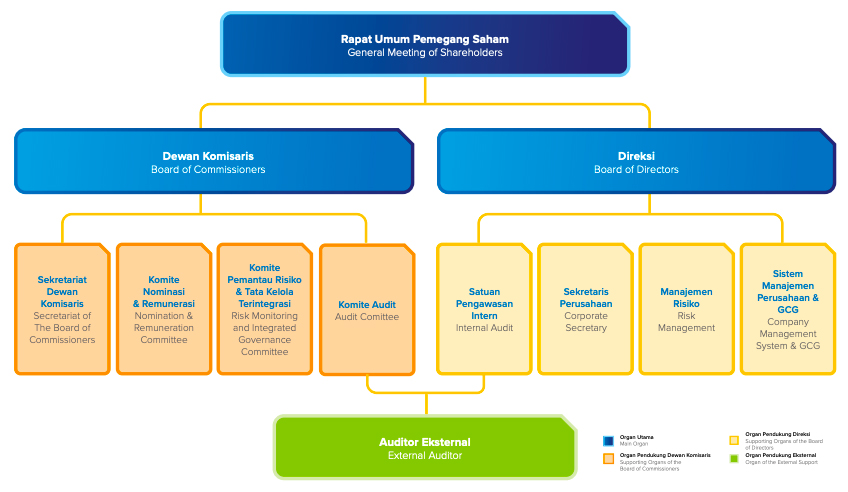 Rapat Umum Pemegang Saham
General Meeting of Shareholders
Dewan Komisaris
Board of Commissioners
Direksi
Board of Directors
Sekretariat
Dewan
Komisaris
Secretariat of
The Board of
Commissioners
Komite
Nominasi
& Remunerasi
Nomination &
Remuneration
Committee
Komite
Pemantau Risiko
& Tata Kelola
Terintegrasi
Risk Monitoring
and Integrated
Governance
Committee
Komite Audit
Audit Comittee
Satuan
Pengawasan
Intern
Internal Audit
Sekretaris
Perusahaan
Corporate
Secretary
Manajemen
Risiko
Risk
Management
Sistem
Manajemen
Perusahaan &
GCG
Company
Management
System & GCG
Auditor Eksternal
External Auditor
Organ Utama
Main Organ
Organ Pendukung Dewan Komisaris
Supporting Organs of the
Board of Commissioners
Organ Pendukung Direksi
Supporting Organs of the Board
of Directors
Organ Pendukung Eksternal
Organ of the External Support